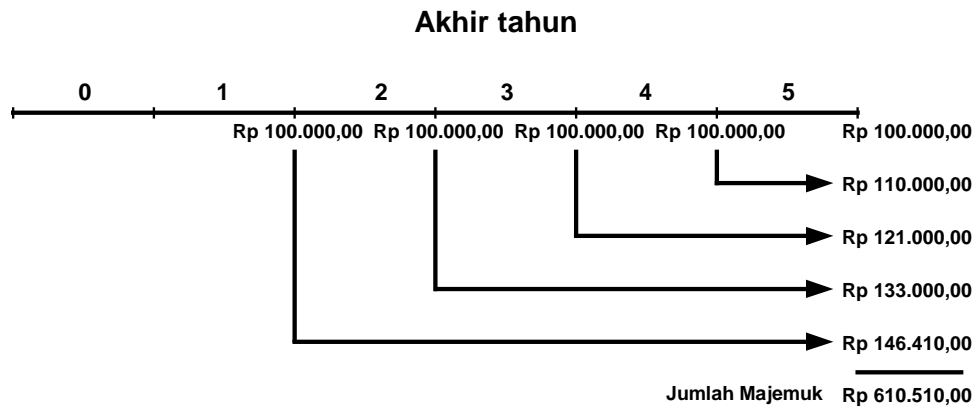 Akhir tahun
0 1 2 3 4 5
Rp 100.000,00 Rp 100.000,00 Rp 100.000,00 Rp 100.000,00 Rp 100.000,00
Rp 110.000,00
Rp 121.000,00
Rp 133.000,00
Rp 146.410,00
Jumlah Majemuk Rp 610.510,00